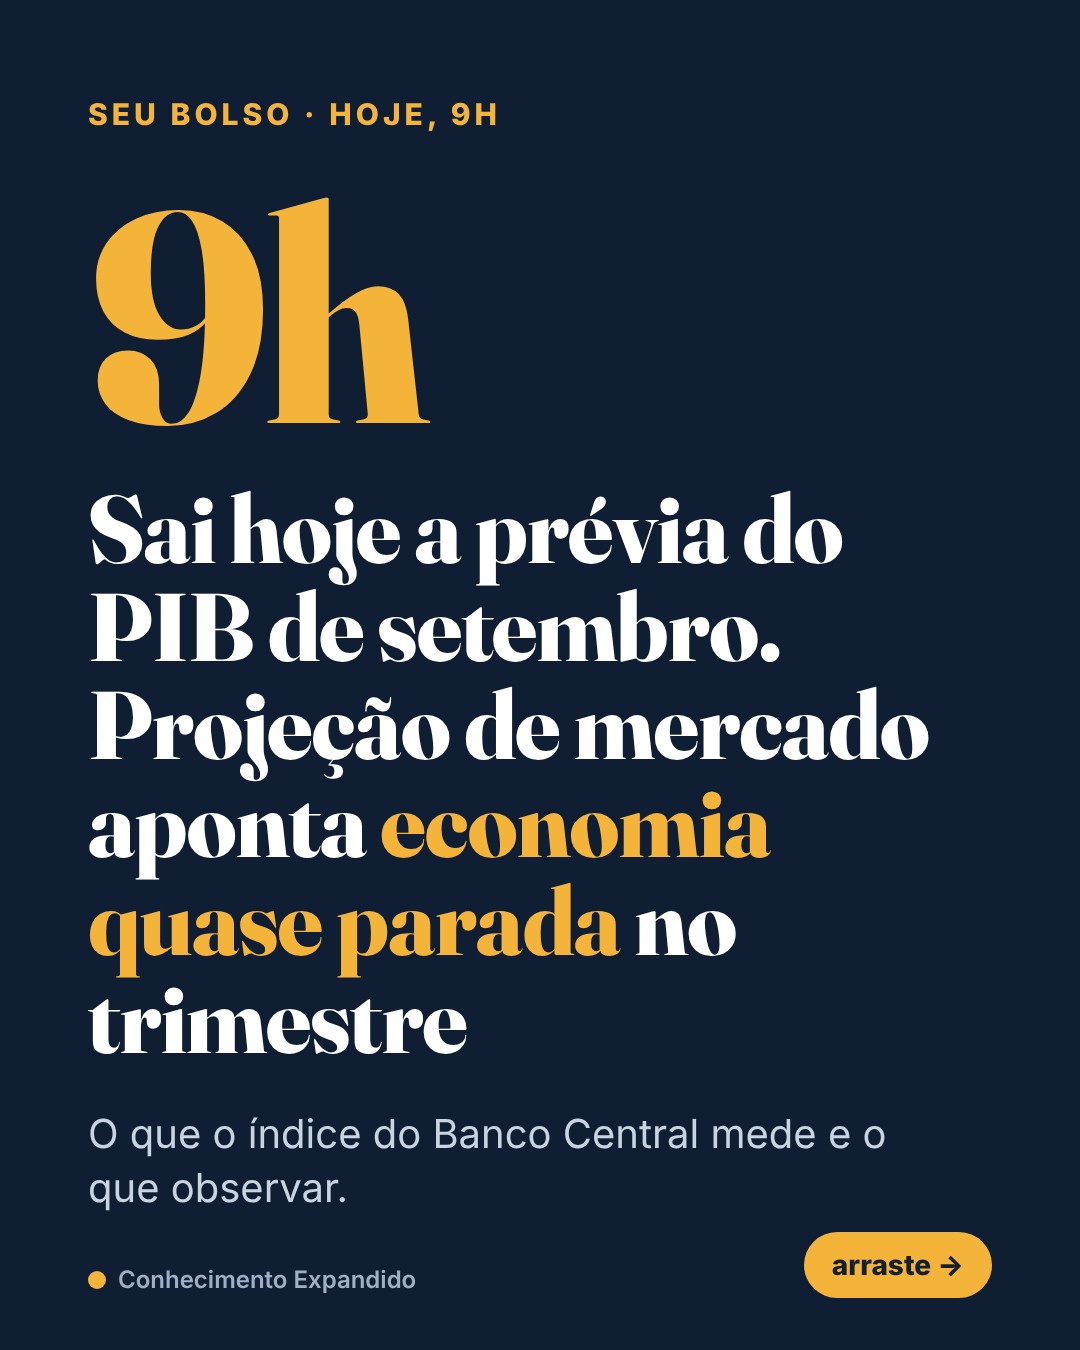 SEU BOLSO · HOJE, 9H
9h
Sai hoje a prévia do
PIB de setembro.
Projeção de mercado
aponta economia
quase parada no
trimestre
O que o índice do Banco Central mede e o
que observar.
Conhecimento Expandido
arraste →